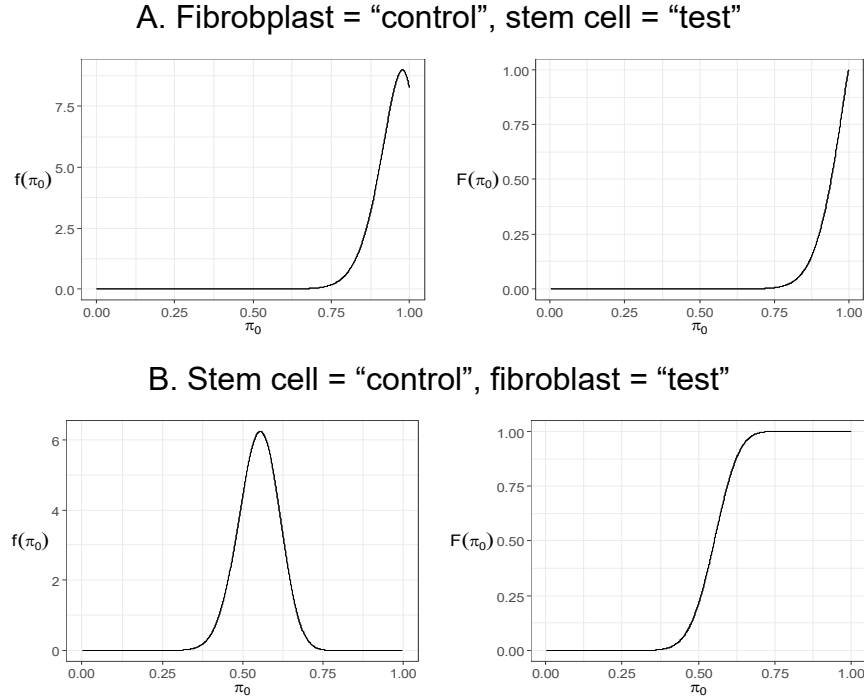 A. Fibrobplast = “control”, stem cell = “test”
7.5
5.0
2.5
0.0
f(π₀)
0.00 0.25 0.50 0.75 1.00
π₀
1.00
0.75
0.50
0.25
0.00
F(π₀)
0.00 0.25 0.50 0.75 1.00
π₀
B. Stem cell = “control”, fibroblast = “test”
6
4
2
0
f(π₀)
0.00 0.25 0.50 0.75 1.00
π₀
1.00
0.75
0.50
0.25
0.00
F(π₀)
0.00 0.25 0.50 0.75 1.00
π₀